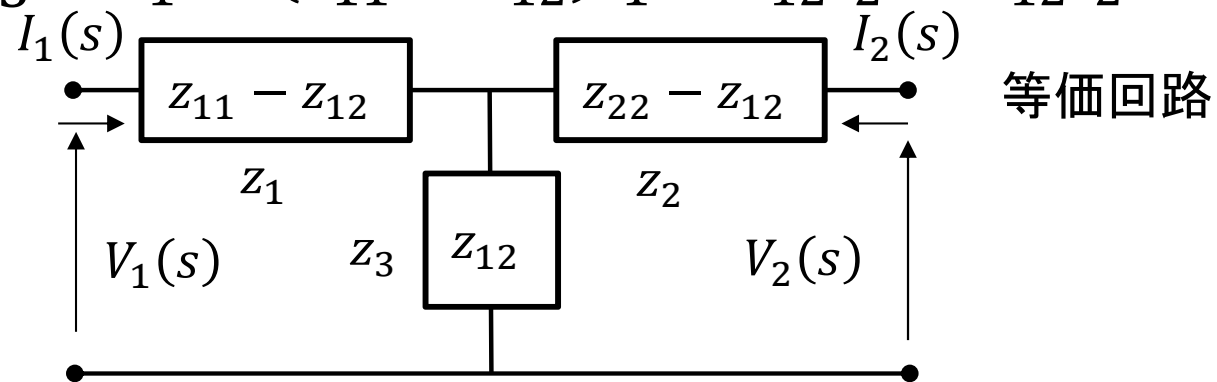 I₁(s)
I₂(s)
z₁₁ − z₁₂
z₂₂ − z₁₂
等価回路
z₁
z₂
V₁(s)
z₃
z₁₂
V₂(s)